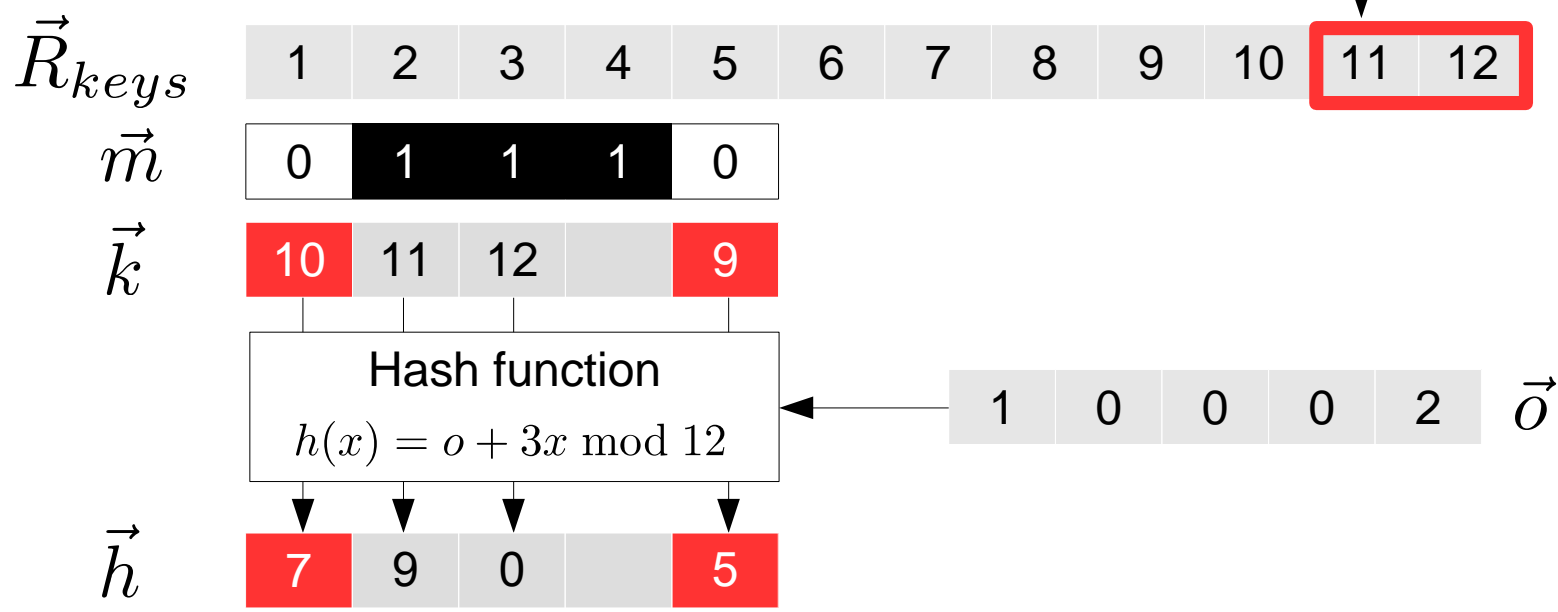 R⃗keys 1 2 3 4 5 6 7 8 9 10 11 12
m⃗ 0 1 1 1 0
k⃗ 10 11 12 9
Hash function
h(x) = o + 3x mod 12
1 0 0 0 2 o⃗
h⃗ 7 9 0 5